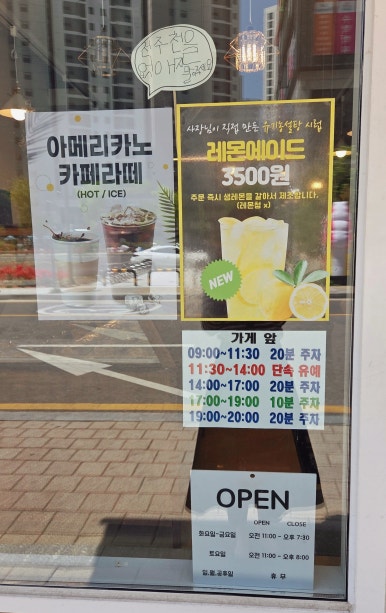 아메리카노
카페라떼
(HOT / ICE)
사장님이 직접 만든 유기농설탕 시럽
레몬에이드
3500원
주문 즉시 생레몬을 갈아서 제조합니다.
(레몬청 x)
NEW
가게 앞
09:00~11:30 20분 주차
11:30~14:00 단속 유예
14:00~17:00 20분 주차
17:00~19:00 10분 주차
19:00~20:00 20분 주차
OPEN
OPEN CLOSE
화요일~금요일 오전 11:00 - 오후 7:30
토요일 오전 11:00 - 오후 8:00
일,월,공휴일 휴 무